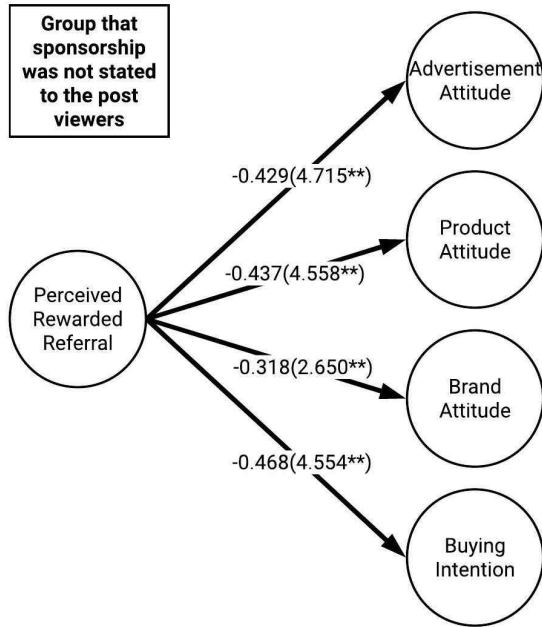 Group that
sponsorship
was not stated
to the post
viewers
Advertisement
Attitude
-0.429(4.715**)
Product
Attitude
-0.437(4.558**)
Perceived
Rewarded
Referral
-0.318(2.650**)
Brand
Attitude
-0.468(4.554**)
Buying
Intention